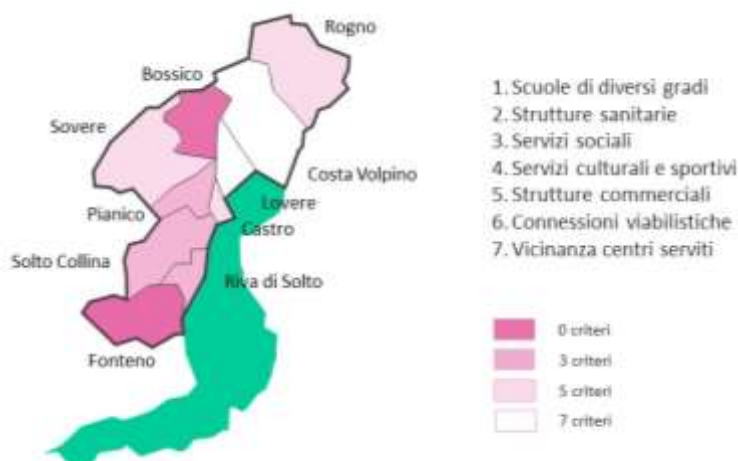 Rogno
Bossico
Sovere
Costa Volpino
Lovere
Pianico
Castro
Solto Collina
Riva di Solto
Fonteno
1. Scuole di diversi gradi
2. Strutture sanitarie
3. Servizi sociali
4. Servizi culturali e sportivi
5. Strutture commerciali
6. Connessioni viabilistiche
7. Vicinanza centri serviti
0 criteri
3 criteri
5 criteri
7 criteri